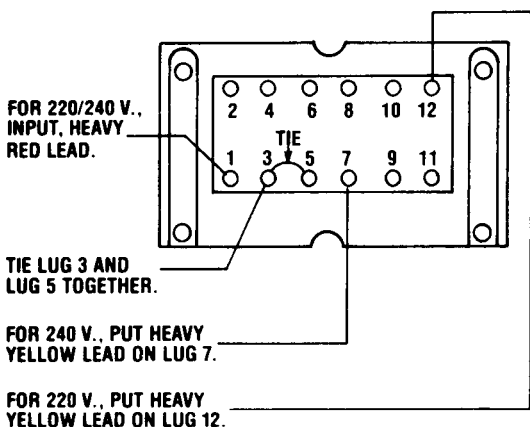 FOR 220/240 V.,
INPUT, HEAVY
RED LEAD.
2 4 6 8 10 12
TIE
1 3 5 7 9 11
TIE LUG 3 AND
LUG 5 TOGETHER.
FOR 240 V., PUT HEAVY
YELLOW LEAD ON LUG 7.
FOR 220 V., PUT HEAVY
YELLOW LEAD ON LUG 12.